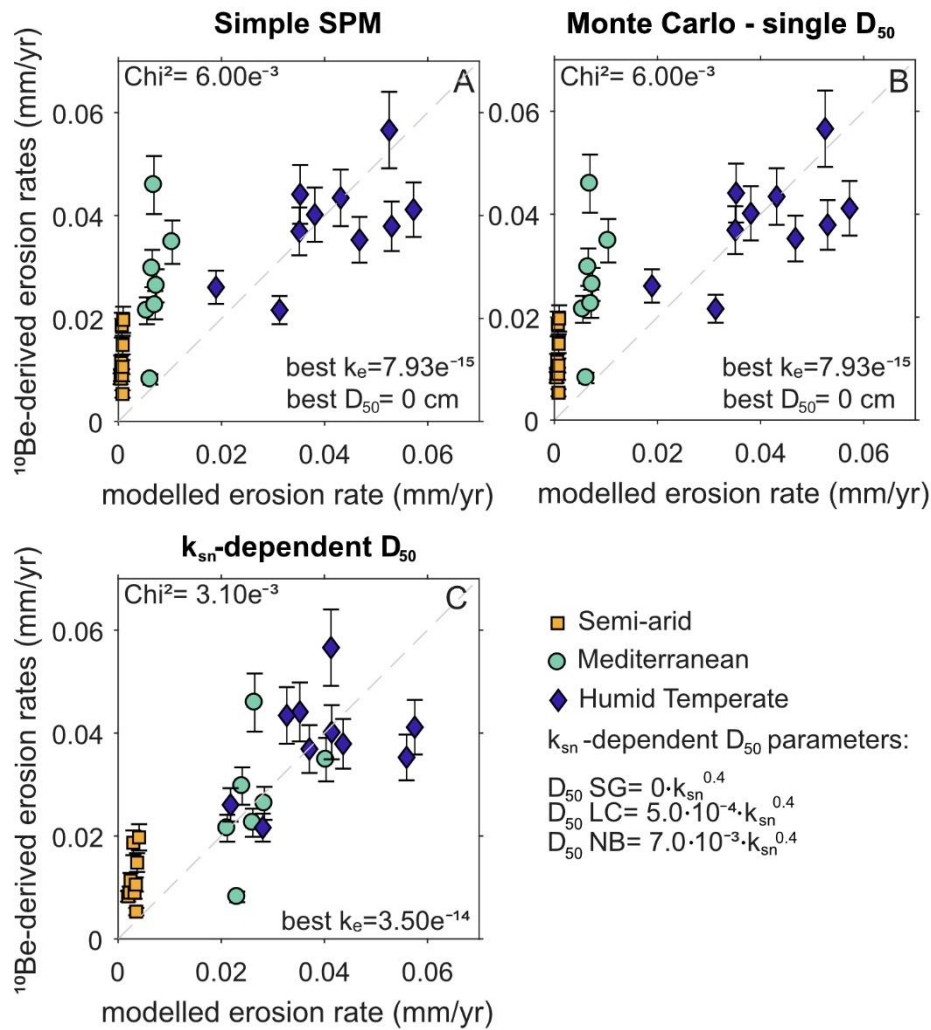 Simple SPM
Chi²= 6.00e⁻³
A
0.06
0.04
0.02
0
¹⁰Be-derived erosion rates (mm/yr)
best kₑ=7.93e⁻¹⁵
best D₅₀= 0 cm
0 0.02 0.04 0.06
modelled erosion rate (mm/yr)
Monte Carlo - single D₅₀
Chi²= 6.00e⁻³
B
0.06
0.04
0.02
0
best kₑ=7.93e⁻¹⁵
best D₅₀= 0 cm
0 0.02 0.04 0.06
modelled erosion rate (mm/yr)
kₛₙ-dependent D₅₀
Chi²= 3.10e⁻³
C
0.06
0.04
0.02
0
¹⁰Be-derived erosion rates (mm/yr)
best kₑ=3.50e⁻¹⁴
0 0.02 0.04 0.06
modelled erosion rate (mm/yr)
Semi-arid
Mediterranean
Humid Temperate
kₛₙ -dependent D₅₀ parameters:
D₅₀ SG= 0·kₛₙ⁰·⁴
D₅₀ LC= 5.0·10⁻⁴·kₛₙ⁰·⁴
D₅₀ NB= 7.0·10⁻³·kₛₙ⁰·⁴